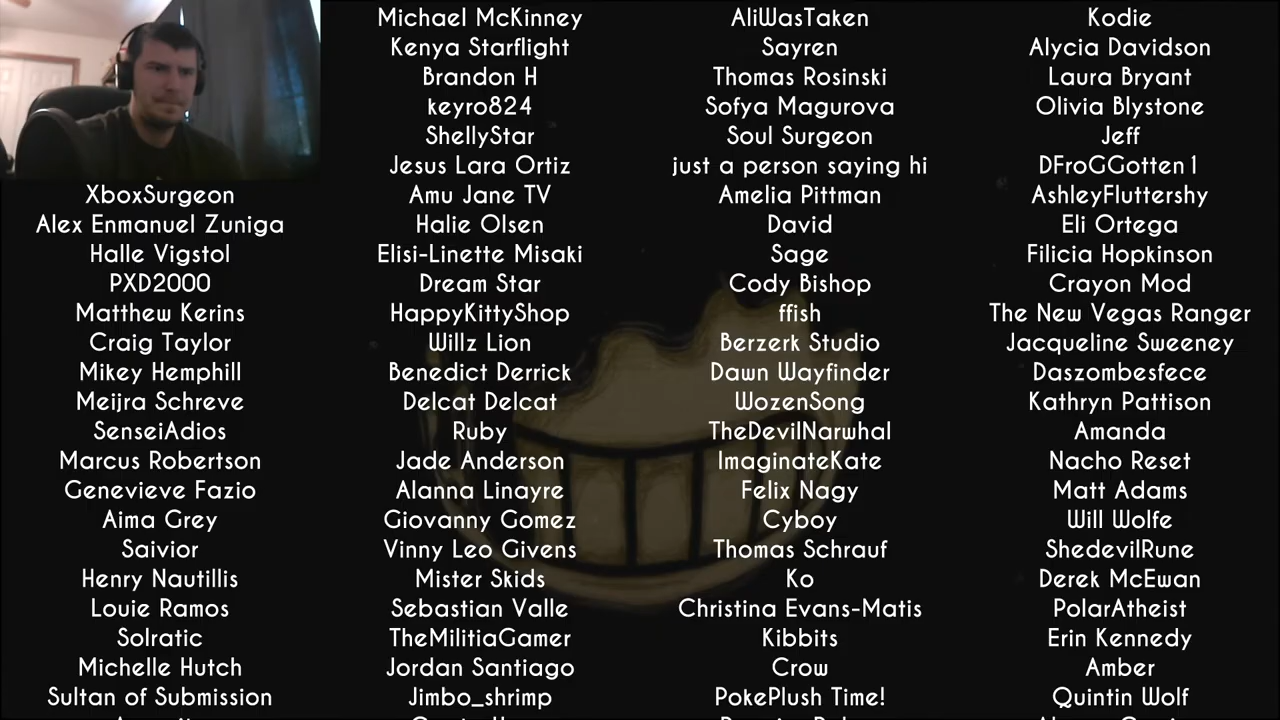 Michael McKinney
Kenya Starflight
Brandon H
keyro824
ShellyStar
Jesus Lara Ortiz
Amu Jane TV
Halie Olsen
Elisi-Linette Misaki
Dream Star
HappyKittyShop
Willz Lion
Benedict Derrick
Delcat Delcat
Ruby
Jade Anderson
Alanna Linayre
Giovanny Gomez
Vinny Leo Givens
Mister Skids
Sebastian Valle
TheMilitiaGamer
Jordan Santiago
Jimbo_shrimp
AliWasTaken
Sayren
Thomas Rosinski
Sofya Magurova
Soul Surgeon
just a person saying hi
Amelia Pittman
David
Sage
Cody Bishop
ffish
Berzerk Studio
Dawn Wayfinder
WozenSong
TheDevilNarwhal
ImaginateKate
Felix Nagy
Cyboy
Thomas Schrauf
Ko
Christina Evans-Matis
Kibbits
Crow
PokePlush Time!
Kodie
Alycia Davidson
Laura Bryant
Olivia Blystone
Jeff
DFroGGotten1
AshleyFluttershy
Eli Ortega
Filicia Hopkinson
Crayon Mod
The New Vegas Ranger
Jacqueline Sweeney
Daszombesfece
Kathryn Pattison
Amanda
Nacho Reset
Matt Adams
Will Wolfe
ShedevilRune
Derek McEwan
PolarAtheist
Erin Kennedy
Amber
Quintin Wolf
XboxSurgeon
Alex Enmanuel Zuniga
Halle Vigstol
PXD2000
Matthew Kerins
Craig Taylor
Mikey Hemphill
Meijra Schreve
SenseiAdios
Marcus Robertson
Genevieve Fazio
Aima Grey
Saivior
Henry Nautillis
Louie Ramos
Solratic
Michelle Hutch
Sultan of Submission